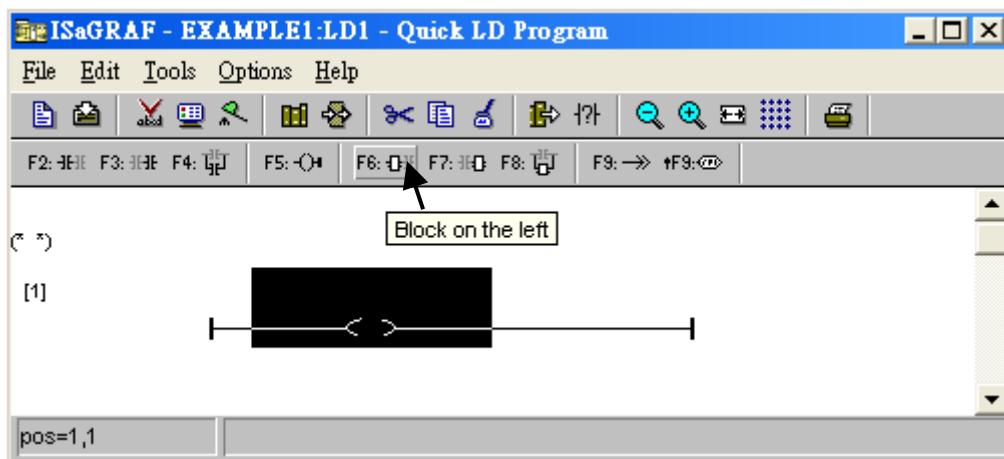 ISaGRAF - EXAMPLE1:LD1 - Quick LD Program
File Edit Tools Options Help
F2: F3: F4: F5: F6: F7: F8: F9: F9:
Block on the left
(* *)
[1]
pos=1,1